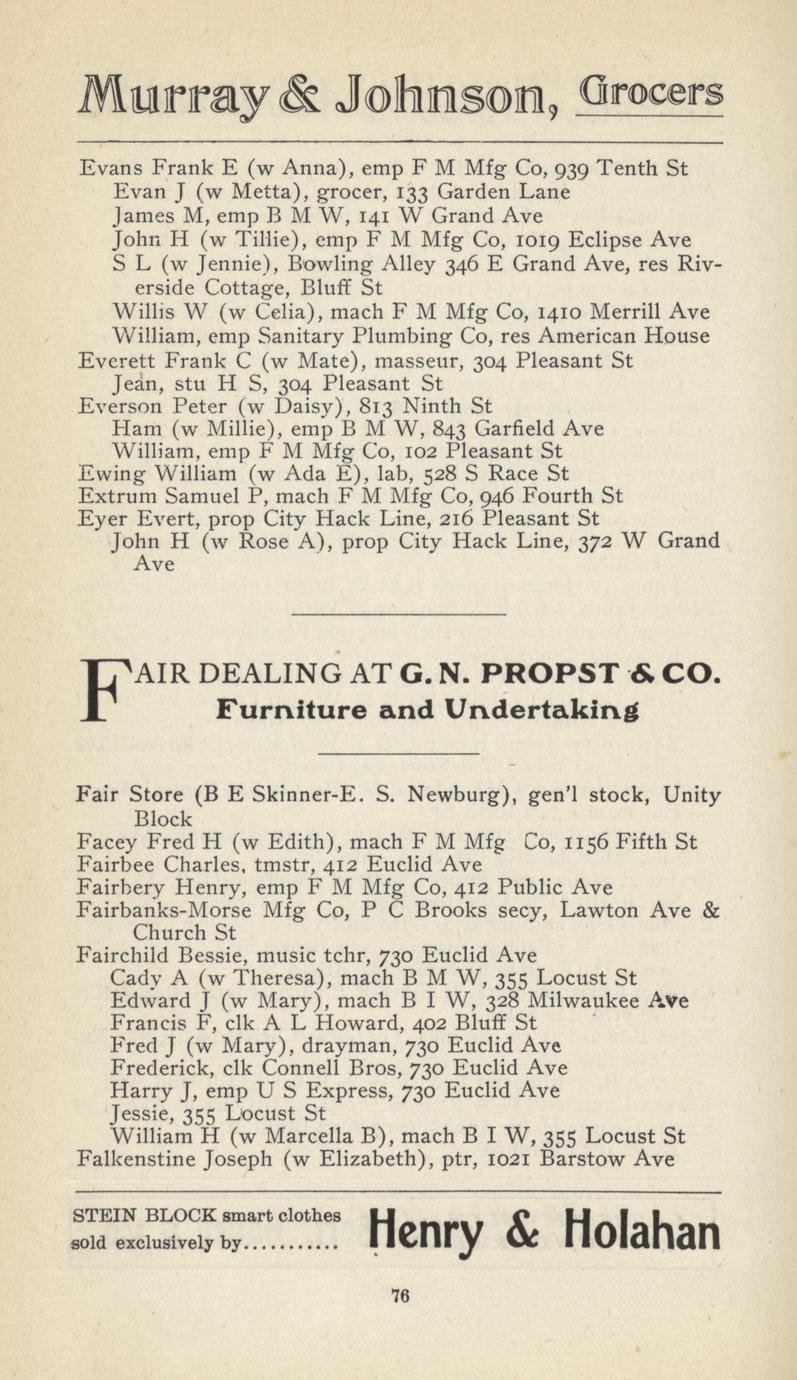 Murray & Johnson, Grocers
Evans Frank E (w Anna), emp F M Mfg Co, 939 Tenth St
Evan J (w Metta), grocer, 133 Garden Lane
James M, emp B M W, 141 W Grand Ave
John H (w Tillie), emp F M Mfg Co, 1019 Eclipse Ave
S L (w Jennie), Bowling Alley 346 E Grand Ave, res Riv-
erside Cottage, Bluff St
Willis W (w Celia), mach F M Mfg Co, 1410 Merrill Ave
William, emp Sanitary Plumbing Co, res American House
Everett Frank C (w Mate), masseur, 304 Pleasant St
Jean, stu H S, 304 Pleasant St
Everson Peter (w Daisy), 813 Ninth St
Ham (w Millie), emp B M W, 843 Garfield Ave
William, emp F M Mfg Co, 102 Pleasant St
Ewing William (w Ada E), lab, 528 S Race St
Extrum Samuel P, mach F M Mfg Co, 946 Fourth St
Eyer Evert, prop City Hack Line, 216 Pleasant St
John H (w Rose A), prop City Hack Line, 372 W Grand
Ave
FAIR DEALING AT G. N. PROPST & CO.
Furniture and Undertaking
Fair Store (B E Skinner-E. S. Newburg), gen'l stock, Unity
Block
Facey Fred H (w Edith), mach F M Mfg Co, 1156 Fifth St
Fairbee Charles, tmstr, 412 Euclid Ave
Fairbery Henry, emp F M Mfg Co, 412 Public Ave
Fairbanks-Morse Mfg Co, P C Brooks secy, Lawton Ave &
Church St
Fairchild Bessie, music tchr, 730 Euclid Ave
Cady A (w Theresa), mach B M W, 355 Locust St
Edward J (w Mary), mach B I W, 328 Milwaukee Ave
Francis F, clk A L Howard, 402 Bluff St
Fred J (w Mary), drayman, 730 Euclid Ave
Frederick, clk Connell Bros, 730 Euclid Ave
Harry J, emp U S Express, 730 Euclid Ave
Jessie, 355 Locust St
William H (w Marcella B), mach B I W, 355 Locust St
Falkenstine Joseph (w Elizabeth), ptr, 1021 Barstow Ave
STEIN BLOCK smart clothes
sold exclusively by........... Henry & Holahan
76